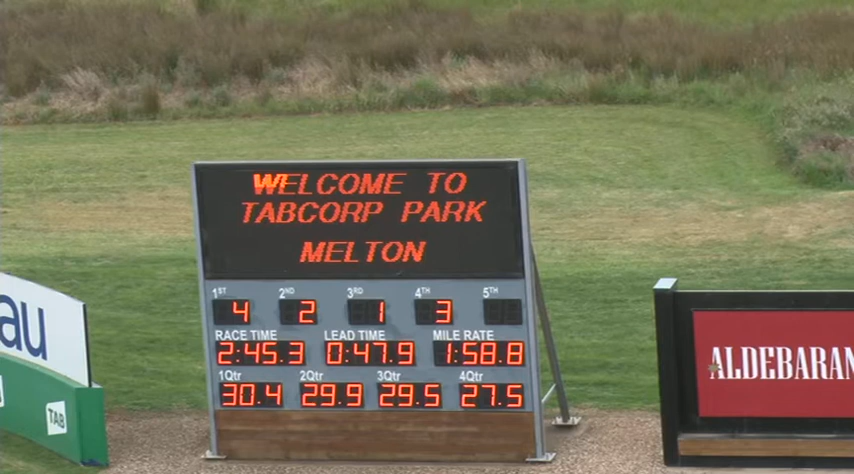 WELCOME TO
TABCORP PARK
MELTON
1ST 2ND 3RD 4TH 5TH
4 2 1 3
RACE TIME LEAD TIME MILE RATE
2:45.3 0:47.9 1:58.8
1Qtr 2Qtr 3Qtr 4Qtr
30.4 29.9 29.5 27.5
au
TAB
ALDEBARAN